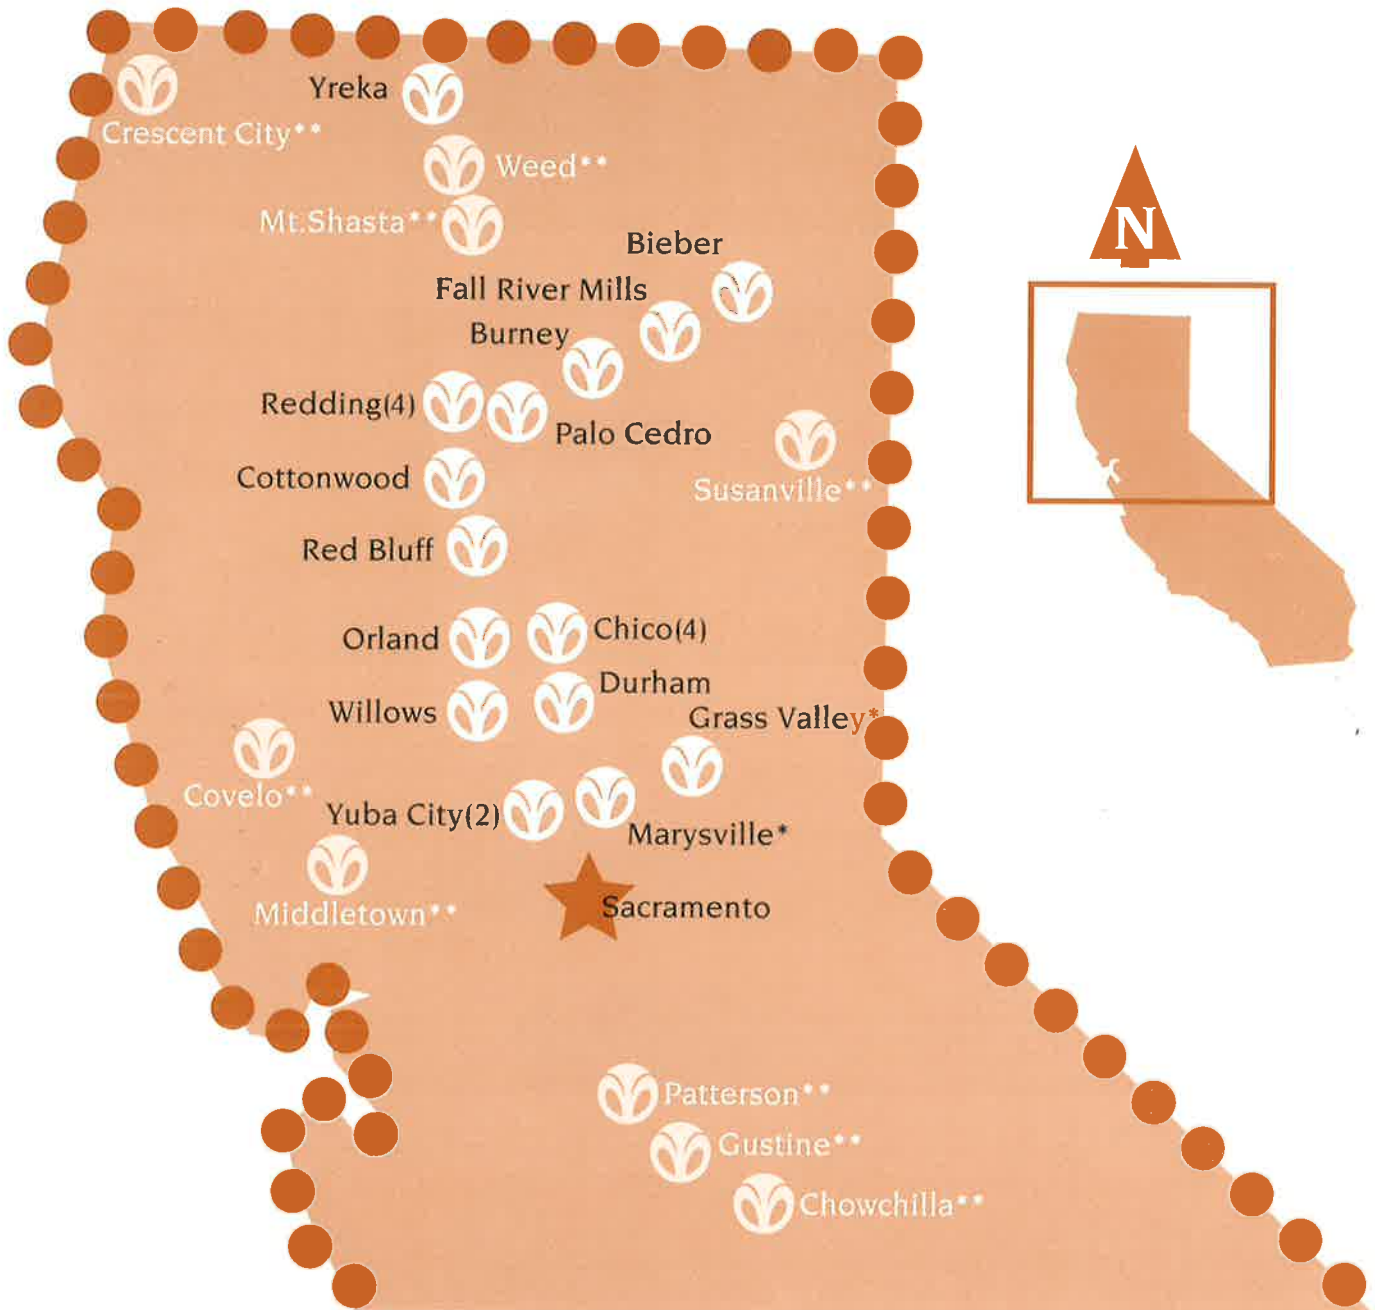 Yreka
Crescent City**
Weed**
Mt.Shasta**
N
Bieber
Fall River Mills
Burney
Redding(4)
Palo Cedro
Cottonwood
Susanville**
Red Bluff
Orland
Chico(4)
Durham
Willows
Grass Valley*
Covelo**
Yuba City(2)
Marysville*
Middletown**
Sacramento
Patterson**
Gustine**
Chowchilla**